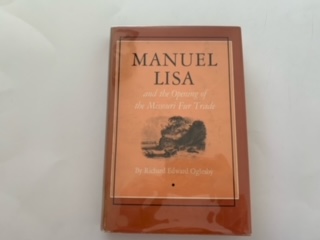 MANUEL
LISA
and the Opening of
the Missouri Fur Trade
By Richard Edward Oglesby